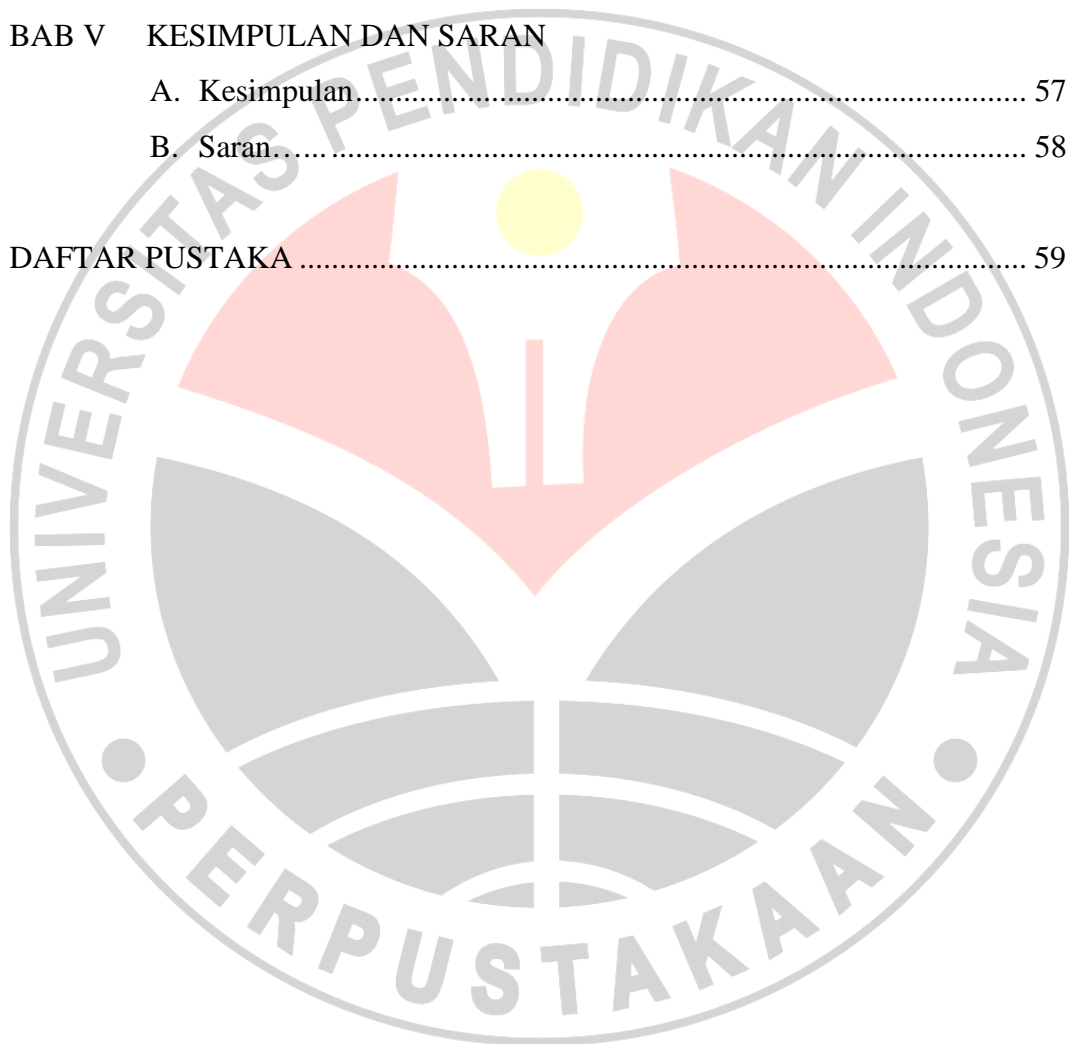 BAB V KESIMPULAN DAN SARAN
A. Kesimpulan..................................................................................... 57
B. Saran…… ........................................................................................ 58
DAFTAR PUSTAKA ............................................................................................ 59
UNIVERSITAS PENDIDIKAN INDONESIA
PERPUSTAKAAN